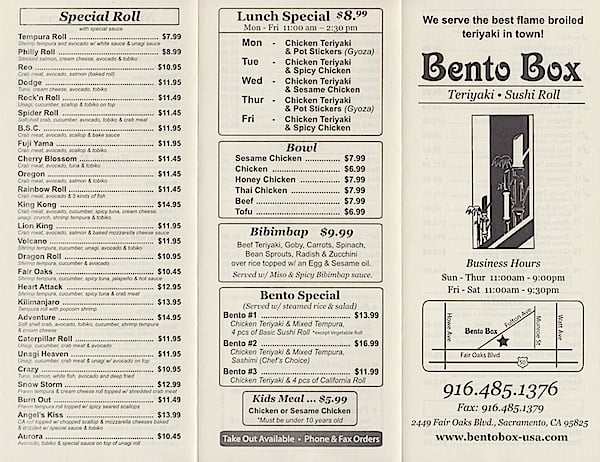 Special Roll
with special sauce
Tempura Roll $7.99
Shrimp tempura and avocado w/ white sauce & unagi sauce
Philly Roll $8.99
Smoked salmon, cream cheese, avocado & tobiko
Reo $10.95
Crab meat, avocado, salmon (baked roll)
Dodge $11.95
Tuna, cream cheese, avocado & tobiko
Rock'n Roll $11.49
Unagi, cucumber, scallop & tobiko on top
Spider Roll $11.45
Softshell crab, cucumber, avocado, tobiko & crab meat
B.S.C. $11.95
Crab meat, avocado, scallop & bake sauce
Fuji Yama $11.95
Crab meat, avocado, scallop & tobiko
Cherry Blossom $11.45
Crab meat, avocado, tuna & tobiko
Oregon $11.45
Crab meat, avocado, salmon & tobiko
Rainbow Roll $11.45
Crab meat, avocado & 5 kinds of fish
King Kong $14.95
Crab meat, avocado, cucumber, spicy tuna, cream cheese,
unagi, crunch, shrimp tempura & tobiko
Lion King $11.95
Crab meat, avocado, salmon & baked mozzarella cheese sauce
Volcano $11.95
Shrimp tempura, cucumber, unagi, avocado & tobiko
Dragon Roll $10.95
Shrimp tempura, cucumber & avocado
Fair Oaks $10.45
Shrimp tempura, cucumber, spicy tuna, jalapeño & hot sauce
Heart Attack $12.95
Shrimp tempura, cucumber, spicy tuna & crab meat
Kilimanjaro $13.95
Tempura roll with popcorn shrimp
Adventure $14.95
Soft shell crab, avocado, tobiko, cucumber, shrimp tempura
& cream cheese
Caterpillar Roll $11.95
Unagi, cucumber, crab meat & avocado
Unagi Heaven $11.95
Unagi, cucumber, crab meat & unagi w/ avocado on top
Crazy $10.95
Tuna, salmon, white fish, avocado and deep fried
Snow Storm $12.99
Prawn tempura & cream cheese roll topped w/ shredded crab meat
Burn Out $11.49
Prawn tempura roll topped w/ spicy seared scallops
Angel's Kiss $13.99
CA roll topped w/ chopped scallop & mozzarella cheeses baked
& drizzled w/ special sauce & tobiko
Aurora $10.45
Avocado, tobiko & special sauce on top of unagi roll
Lunch Special $8.99
Mon - Fri 11:00 am – 2:30 pm
Mon - Chicken Teriyaki
& Pot Stickers (Gyoza)
Tue - Chicken Teriyaki
& Spicy Chicken
Wed - Chicken Teriyaki
& Sesame Chicken
Thur - Chicken Teriyaki
& Pot Stickers (Gyoza)
Fri - Chicken Teriyaki
& Spicy Chicken
Bowl
Sesame Chicken $7.99
Chicken $6.99
Honey Chicken $7.99
Thai Chicken $7.99
Beef $7.99
Tofu $6.99
Bibimbap $9.99
Beef Teriyaki, Goby, Carrots, Spinach,
Bean Sprouts, Radish & Zucchini
over rice topped w/ an Egg & Sesame oil.
Served w/ Miso & Spicy Bibimbap sauce.
Bento Special
(Served w/ steamed rice & salad)
Bento #1 $13.99
Chicken Teriyaki & Mixed Tempura,
4 pcs of Basic Sushi Roll *except Vegetable Roll
Bento #2 $16.99
Chicken Teriyaki & Mixed Tempura,
Sashimi (Chef's Choice)
Bento #3 $11.99
Chicken Teriyaki & 4 pcs of California Roll
Kids Meal ... $5.99
Chicken or Sesame Chicken
*Must be under 10 years old
Take Out Available • Phone & Fax Orders
We serve the best flame broiled
teriyaki in town!
Bento Box
Teriyaki • Sushi Roll
Business Hours
Sun - Thur 11:00am - 9:00pm
Fri - Sat 11:00am - 9:30pm
Howe Ave
Bento Box
Fulton Ave
Munroe St
Watt Ave
Fair Oaks Blvd
50
916.485.1376
Fax: 916.485.1379
2449 Fair Oaks Blvd., Sacramento, CA 95825
www.bentobox-usa.com